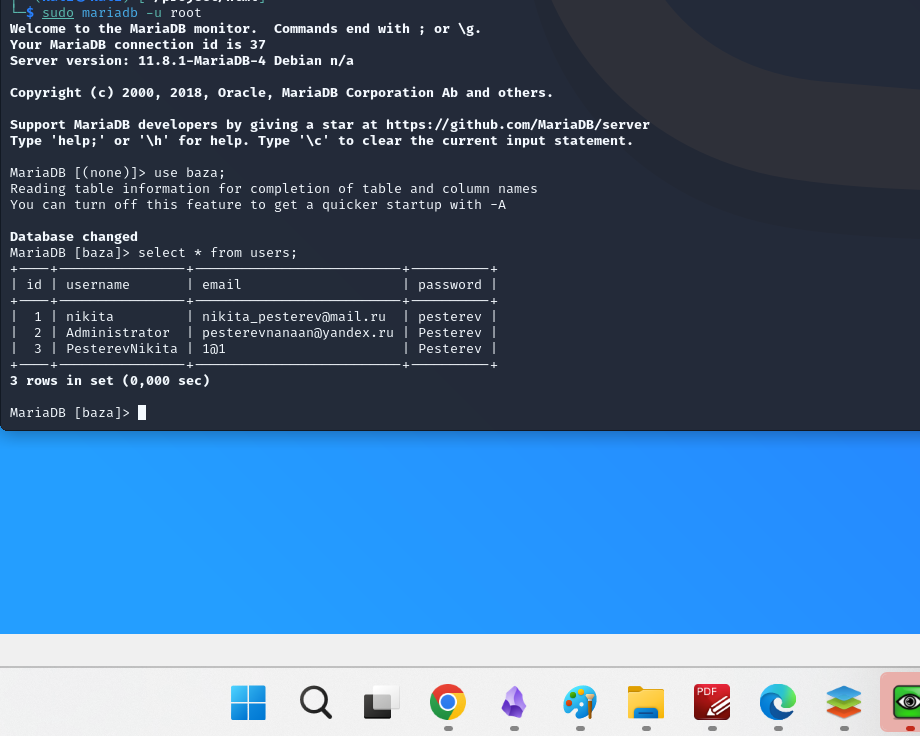 $ sudo mariadb -u root
Welcome to the MariaDB monitor.  Commands end with ; or \g.
Your MariaDB connection id is 37
Server version: 11.8.1-MariaDB-4 Debian n/a
Copyright (c) 2000, 2018, Oracle, MariaDB Corporation Ab and others.
Support MariaDB developers by giving a star at https://github.com/MariaDB/server
Type 'help;' or '\h' for help. Type '\c' to clear the current input statement.
MariaDB [(none)]> use baza;
Reading table information for completion of table and column names
You can turn off this feature to get a quicker startup with -A
Database changed
MariaDB [baza]> select * from users;
| id | username      | email                    | password |
|  1 | nikita         | nikita_pesterev@mail.ru  | pesterev |
|  2 | Administrator  | pesterevnanaan@yandex.ru | Pesterev |
|  3 | PesterevNikita | 1@1                      | Pesterev |
3 rows in set (0,000 sec)
MariaDB [baza]>
PDF